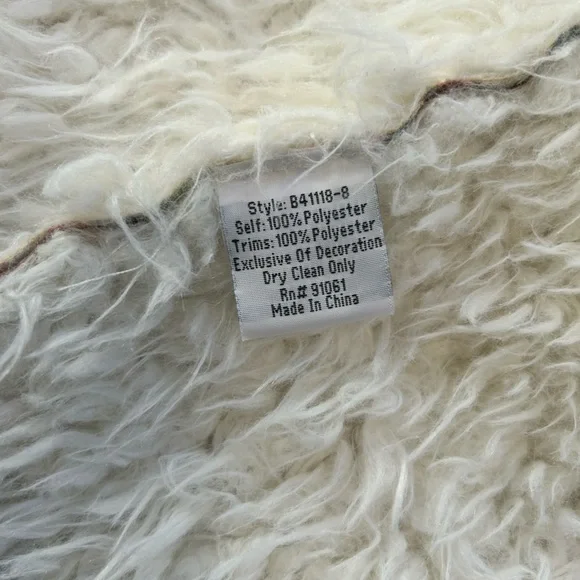 Style: B41118-8
Self: 100% Polyester
Trims: 100% Polyester
Exclusive Of Decoration
Dry Clean Only
Rn# 91061
Made In China